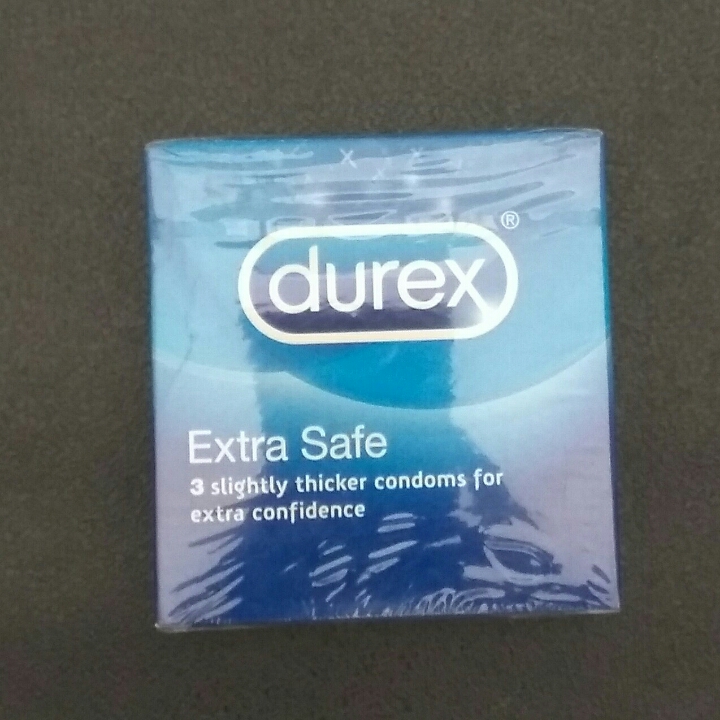 durex®
Extra Safe
3 slightly thicker condoms for
extra confidence